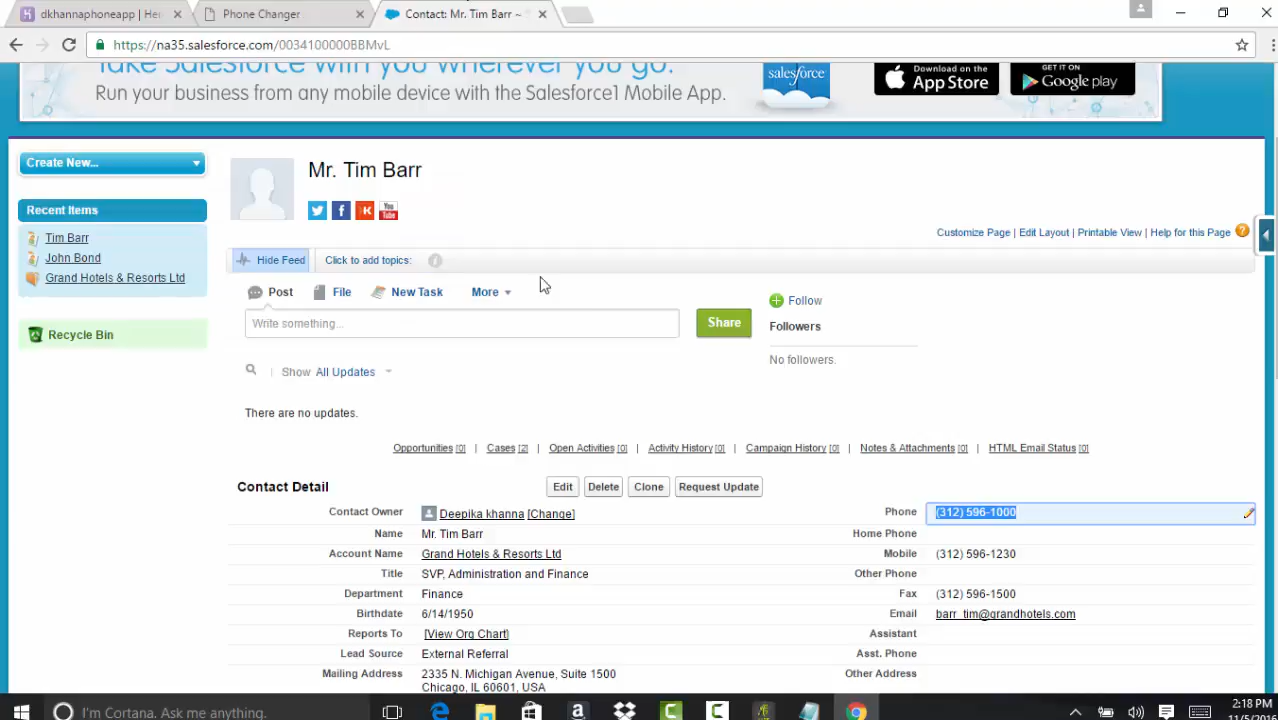 dkhannaphoneapp | Her
Phone Changer
Contact: Mr. Tim Barr ~
https://na35.salesforce.com/0034100000BBMvL
Take Salesforce with you wherever you go.
Run your business from any mobile device with the Salesforce1 Mobile App.
salesforce
Download on the
App Store
GET IT ON
Google play
Create New...
Recent Items
Tim Barr
John Bond
Grand Hotels & Resorts Ltd
Recycle Bin
Mr. Tim Barr
You
Tube
Customize Page | Edit Layout | Printable View | Help for this Page
Hide Feed
Click to add topics:
Post
File
New Task
More
Write something...
Share
Follow
Followers
No followers.
Show All Updates
There are no updates.
Opportunities [0] | Cases [2] | Open Activities [0] | Activity History [0] | Campaign History [0] | Notes & Attachments [0] | HTML Email Status [0]
Contact Detail
Edit
Delete
Clone
Request Update
Contact Owner Deepika khanna [Change]
Phone (312) 596-1000
Name Mr. Tim Barr
Home Phone
Account Name Grand Hotels & Resorts Ltd
Mobile (312) 596-1230
Title SVP, Administration and Finance
Other Phone
Department Finance
Fax (312) 596-1500
Birthdate 6/14/1950
Email barr_tim@grandhotels.com
Reports To [View Org Chart]
Assistant
Lead Source External Referral
Asst. Phone
Mailing Address 2335 N. Michigan Avenue, Suite 1500
Chicago, IL 60601, USA
Other Address
I'm Cortana. Ask me anything.
2:18 PM